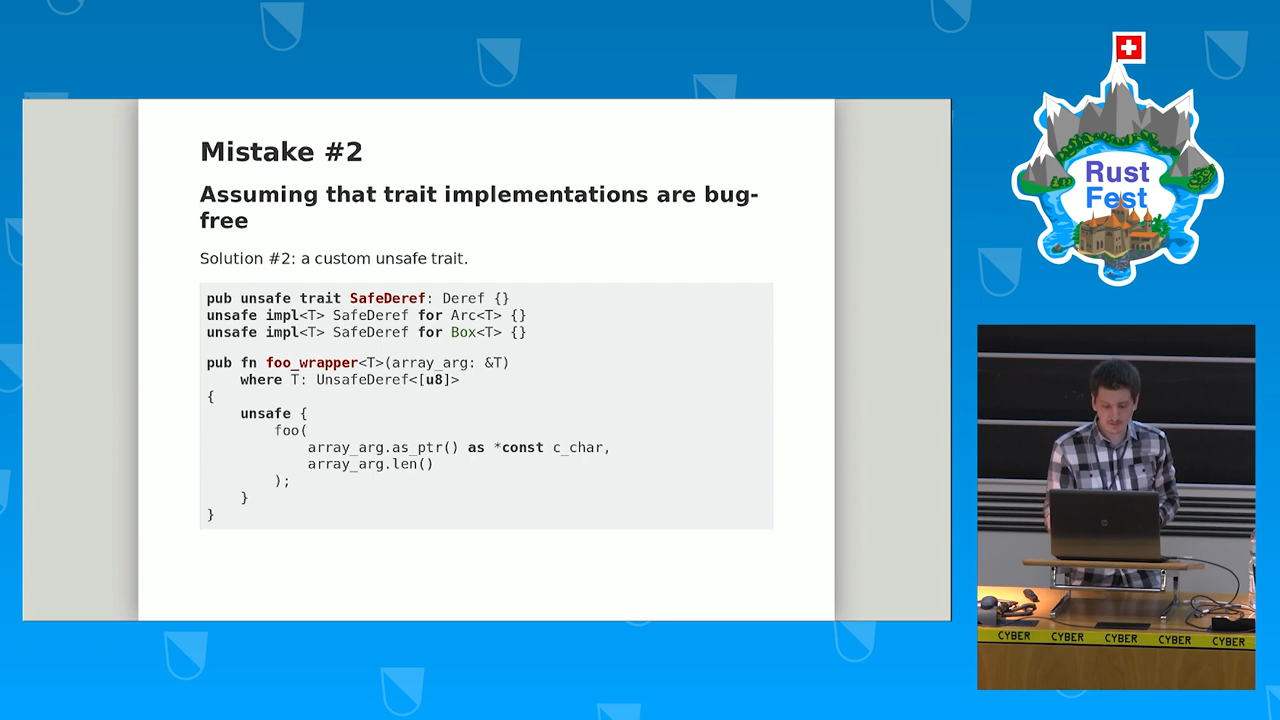 Mistake #2
Assuming that trait implementations are bug-
free
Solution #2: a custom unsafe trait.
pub unsafe trait SafeDeref: Deref {}
unsafe impl<T> SafeDeref for Arc<T> {}
unsafe impl<T> SafeDeref for Box<T> {}
pub fn foo_wrapper<T>(array_arg: &T)
    where T: UnsafeDeref<[u8]>
{
    unsafe {
        foo(
            array_arg.as_ptr() as *const c_char,
            array_arg.len()
        );
    }
}
Rust
Fest
CYBER CYBER CYBER CYBER CYBER